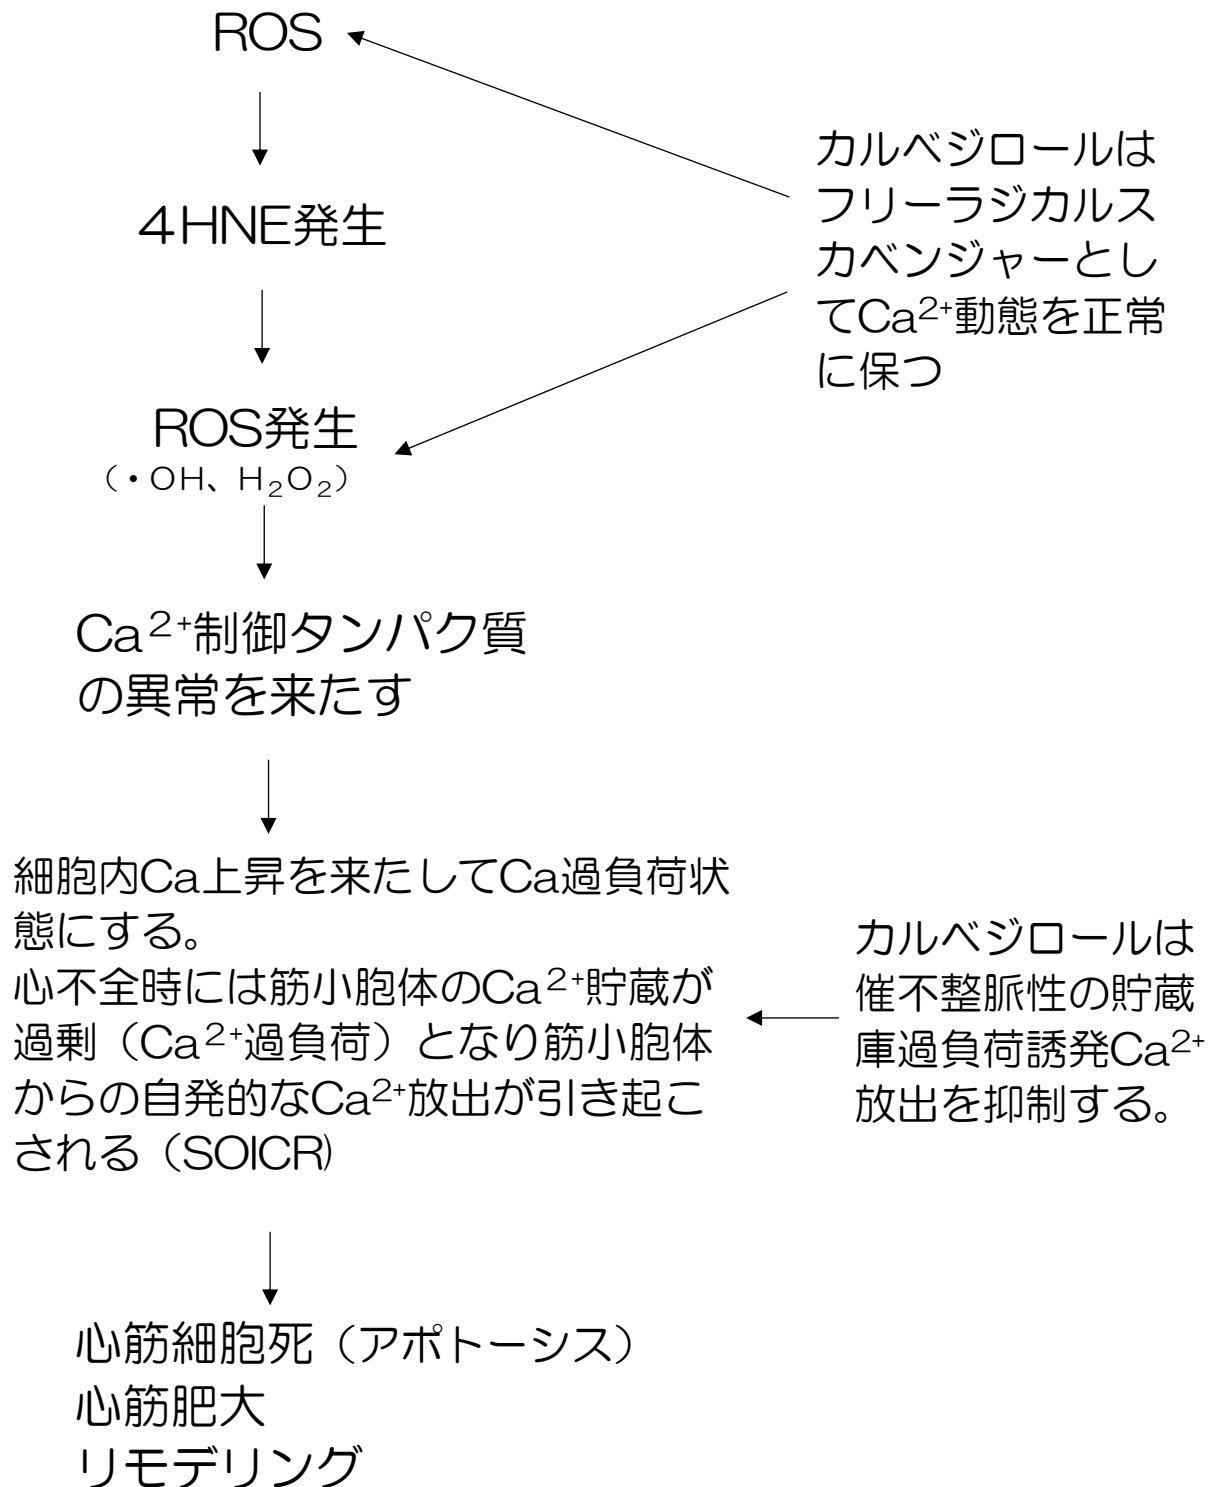 ROS
4HNE発生
ROS発生
（・OH、H₂O₂）
Ca²⁺制御タンパク質
の異常を来たす
細胞内Ca上昇を来たしてCa過負荷状
態にする。
心不全時には筋小胞体のCa²⁺貯蔵が
過剰（Ca²⁺過負荷）となり筋小胞体
からの自発的なCa²⁺放出が引き起こ
される（SOICR)
心筋細胞死（アポトーシス）
心筋肥大
リモデリング
カルベジロールは
フリーラジカルス
カベンジャーとし
てCa²⁺動態を正常
に保つ
カルベジロールは
催不整脈性の貯蔵
庫過負荷誘発Ca²⁺
放出を抑制する。